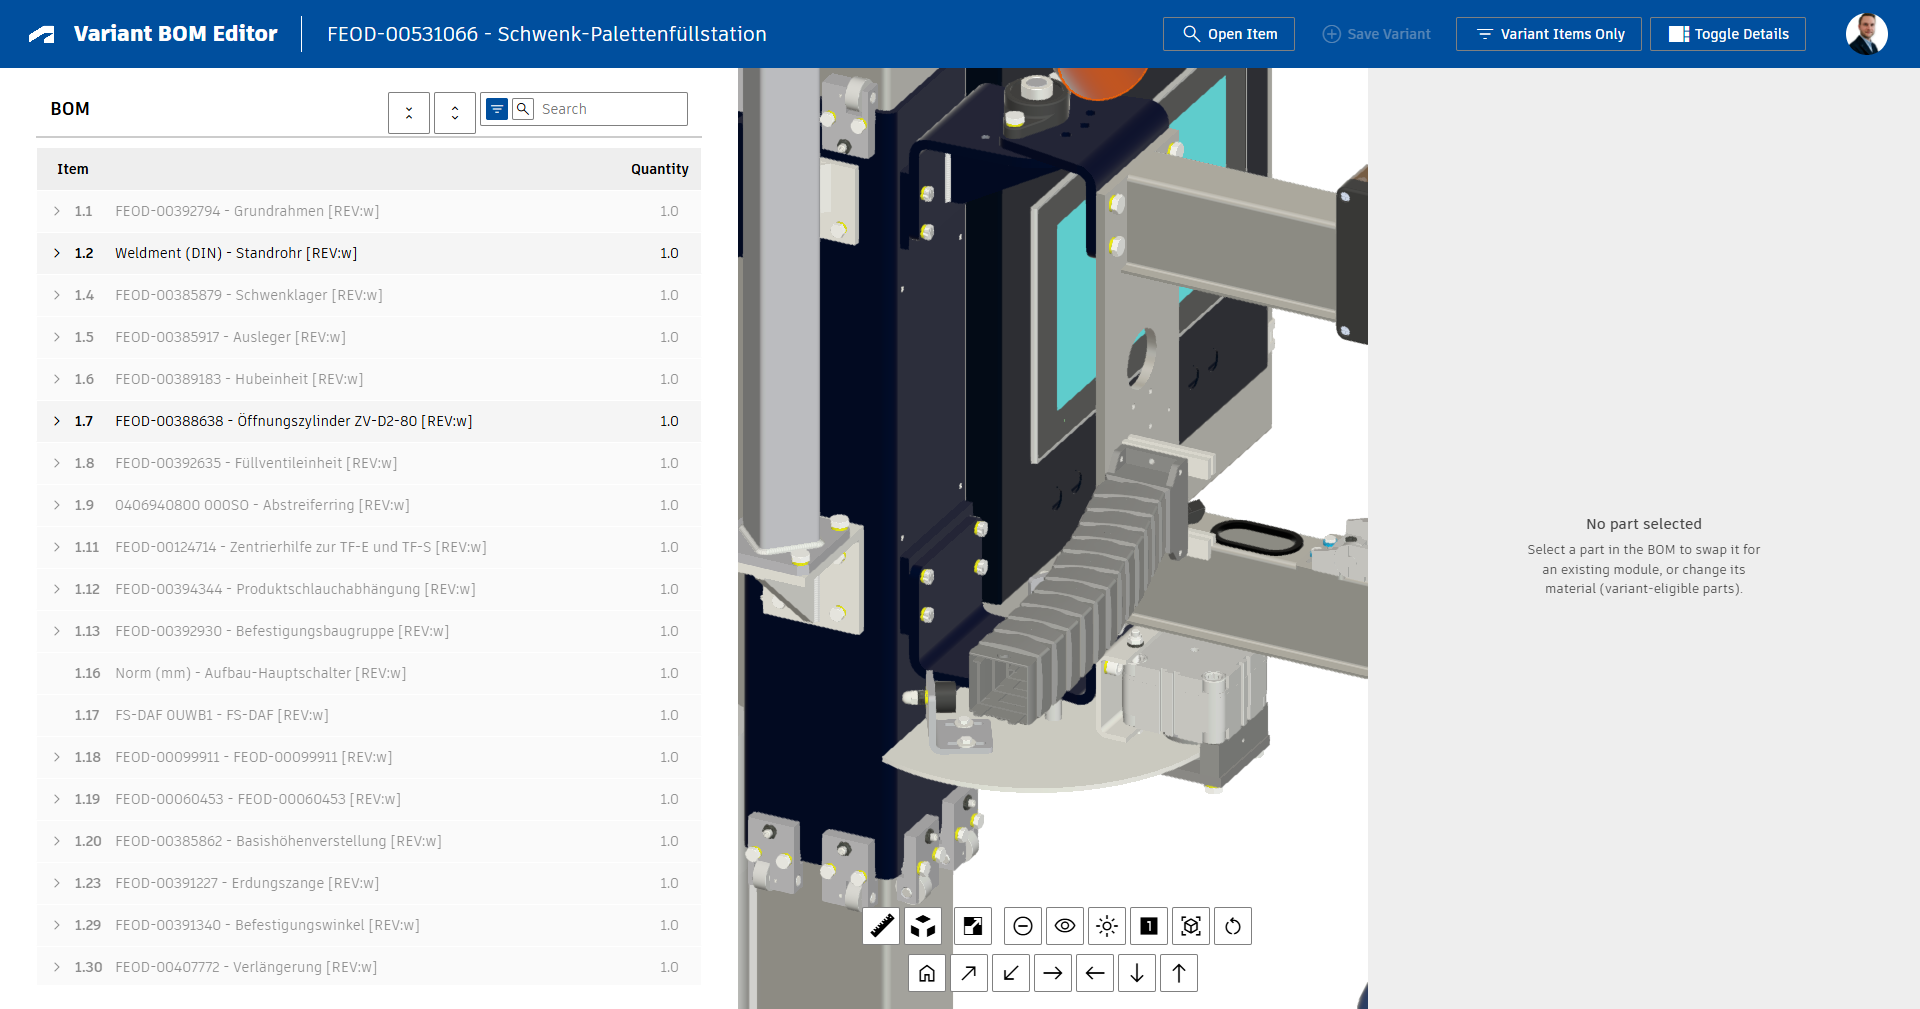 Variant BOM Editor
FEOD-00531066 - Schwenk-Palettenfüllstation
Open Item
Save Variant
Variant Items Only
Toggle Details
BOM
Search
Item Quantity
1.1 FEOD-00392794 - Grundrahmen [REV:w] 1.0
1.2 Weldment (DIN) - Standrohr [REV:w] 1.0
1.4 FEOD-00385879 - Schwenklager [REV:w] 1.0
1.5 FEOD-00385917 - Ausleger [REV:w] 1.0
1.6 FEOD-00389183 - Hubeinheit [REV:w] 1.0
1.7 FEOD-00388638 - Öffnungszylinder ZV-D2-80 [REV:w] 1.0
1.8 FEOD-00392635 - Füllventileinheit [REV:w] 1.0
1.9 0406940800 000SO - Abstreiferring [REV:w] 1.0
1.11 FEOD-00124714 - Zentrierhilfe zur TF-E und TF-S [REV:w] 1.0
1.12 FEOD-00394344 - Produktschlauchabhängung [REV:w] 1.0
1.13 FEOD-00392930 - Befestigungsbaugruppe [REV:w] 1.0
1.16 Norm (mm) - Aufbau-Hauptschalter [REV:w] 1.0
1.17 FS-DAF 0UWB1 - FS-DAF [REV:w] 1.0
1.18 FEOD-00099911 - FEOD-00099911 [REV:w] 1.0
1.19 FEOD-00060453 - FEOD-00060453 [REV:w] 1.0
1.20 FEOD-00385862 - Basishöhenverstellung [REV:w] 1.0
1.23 FEOD-00391227 - Erdungszange [REV:w] 1.0
1.29 FEOD-00391340 - Befestigungswinkel [REV:w] 1.0
1.30 FEOD-00407772 - Verlängerung [REV:w] 1.0
1
No part selected
Select a part in the BOM to swap it for
an existing module, or change its
material (variant-eligible parts).